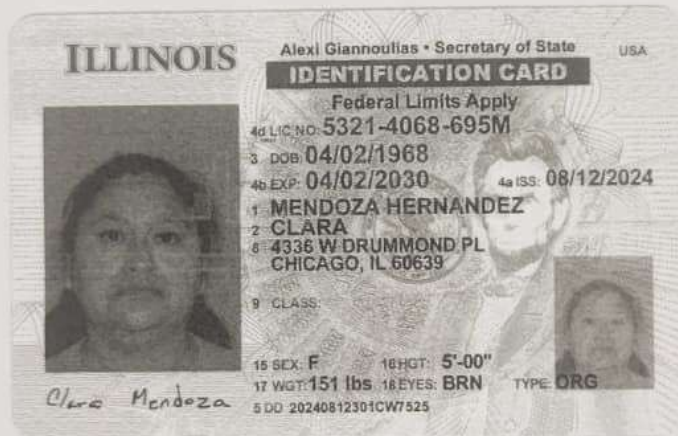 ILLINOIS
Alexi Giannoulias • Secretary of State USA
IDENTIFICATION CARD
Federal Limits Apply
4d LIC NO: 5321-4068-695M
3 DOB: 04/02/1968
4b EXP: 04/02/2030 4a ISS: 08/12/2024
1 MENDOZA HERNANDEZ
2 CLARA
8 4336 W DRUMMOND PL
CHICAGO, IL 60639
9 CLASS:
15 SEX: F 16 HGT: 5'-00"
17 WGT: 151 lbs 18 EYES: BRN TYPE: ORG
Clara Mendoza
5 DD 20240812301CW7525